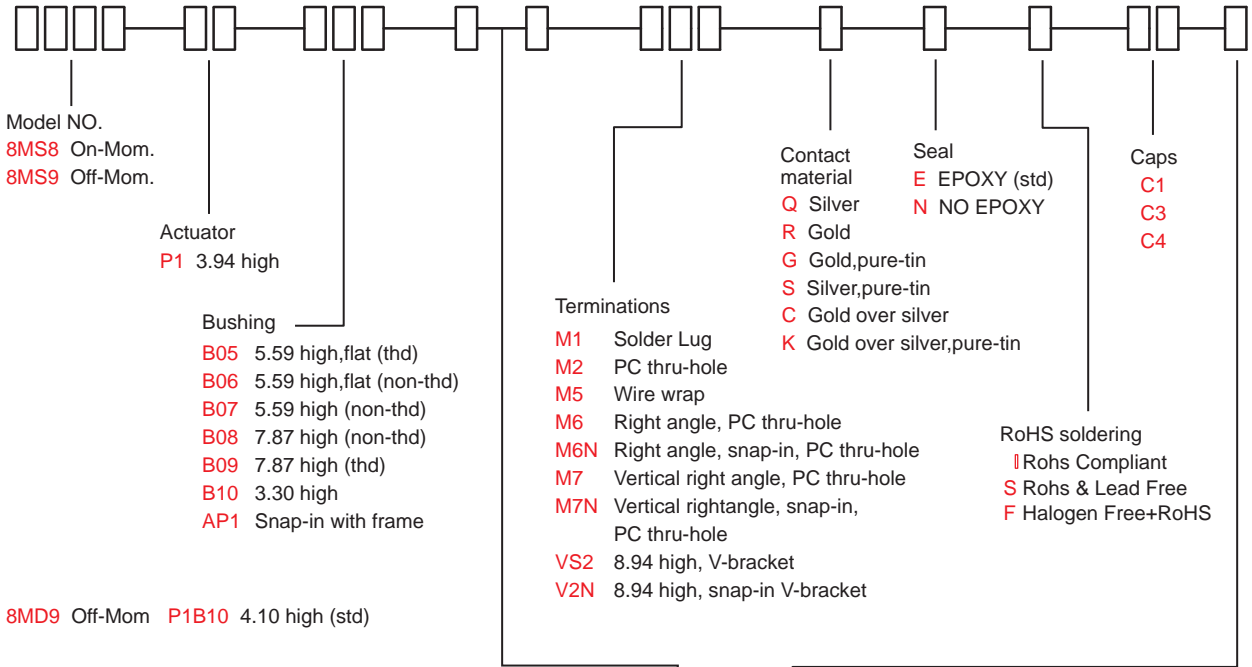 Model NO.
8MS8 On-Mom.
8MS9 Off-Mom.
Actuator
P1 3.94 high
Bushing
B05 5.59 high,flat (thd)
B06 5.59 high,flat (non-thd)
B07 5.59 high (non-thd)
B08 7.87 high (non-thd)
B09 7.87 high (thd)
B10 3.30 high
AP1 Snap-in with frame
8MD9 Off-Mom P1B10 4.10 high (std)
Terminations
M1 Solder Lug
M2 PC thru-hole
M5 Wire wrap
M6 Right angle, PC thru-hole
M6N Right angle, snap-in, PC thru-hole
M7 Vertical right angle, PC thru-hole
M7N Vertical rightangle, snap-in,
PC thru-hole
VS2 8.94 high, V-bracket
V2N 8.94 high, snap-in V-bracket
Contact
material
Q Silver
R Gold
G Gold,pure-tin
S Silver,pure-tin
C Gold over silver
K Gold over silver,pure-tin
Seal
E EPOXY (std)
N NO EPOXY
RoHS soldering
Rohs Compliant
S Rohs & Lead Free
F Halogen Free+RoHS
Caps
C1
C3
C4